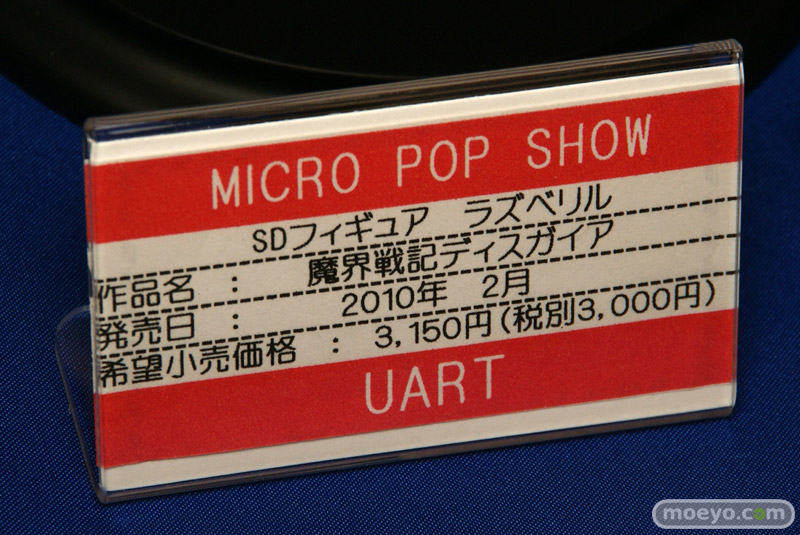 MICRO POP SHOW
SDフィギュア ラズベリル
作品名 : 魔界戦記ディスガイア
発売日 : 2010年 2月
希望小売価格 : 3,150円(税別3,000円)
UART
moeyo.com